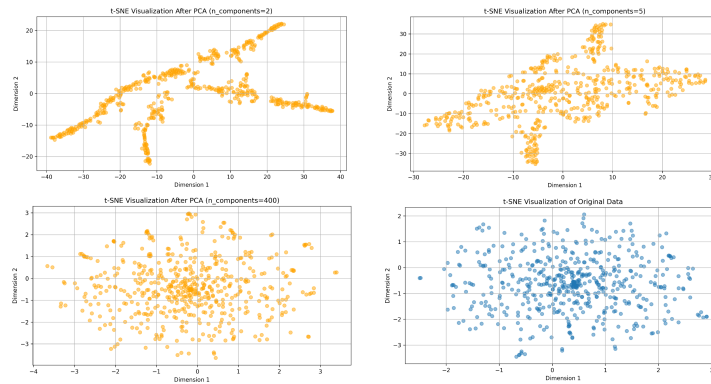 t-SNE Visualization After PCA (n_components=2)
Dimension 2
20
10
0
−10
−20
−40 −30 −20 −10 0 10 20 30 40
Dimension 1
t-SNE Visualization After PCA (n_components=5)
Dimension 2
30
20
10
0
−10
−20
−30
−30 −20 −10 0 10 20 30
Dimension 1
t-SNE Visualization After PCA (n_components=400)
Dimension 2
3
2
1
0
−1
−2
−3
−4 −3 −2 −1 0 1 2 3
Dimension 1
t-SNE Visualization of Original Data
Dimension 2
2
1
0
−1
−2
−3
−2 −1 0 1 2
Dimension 1